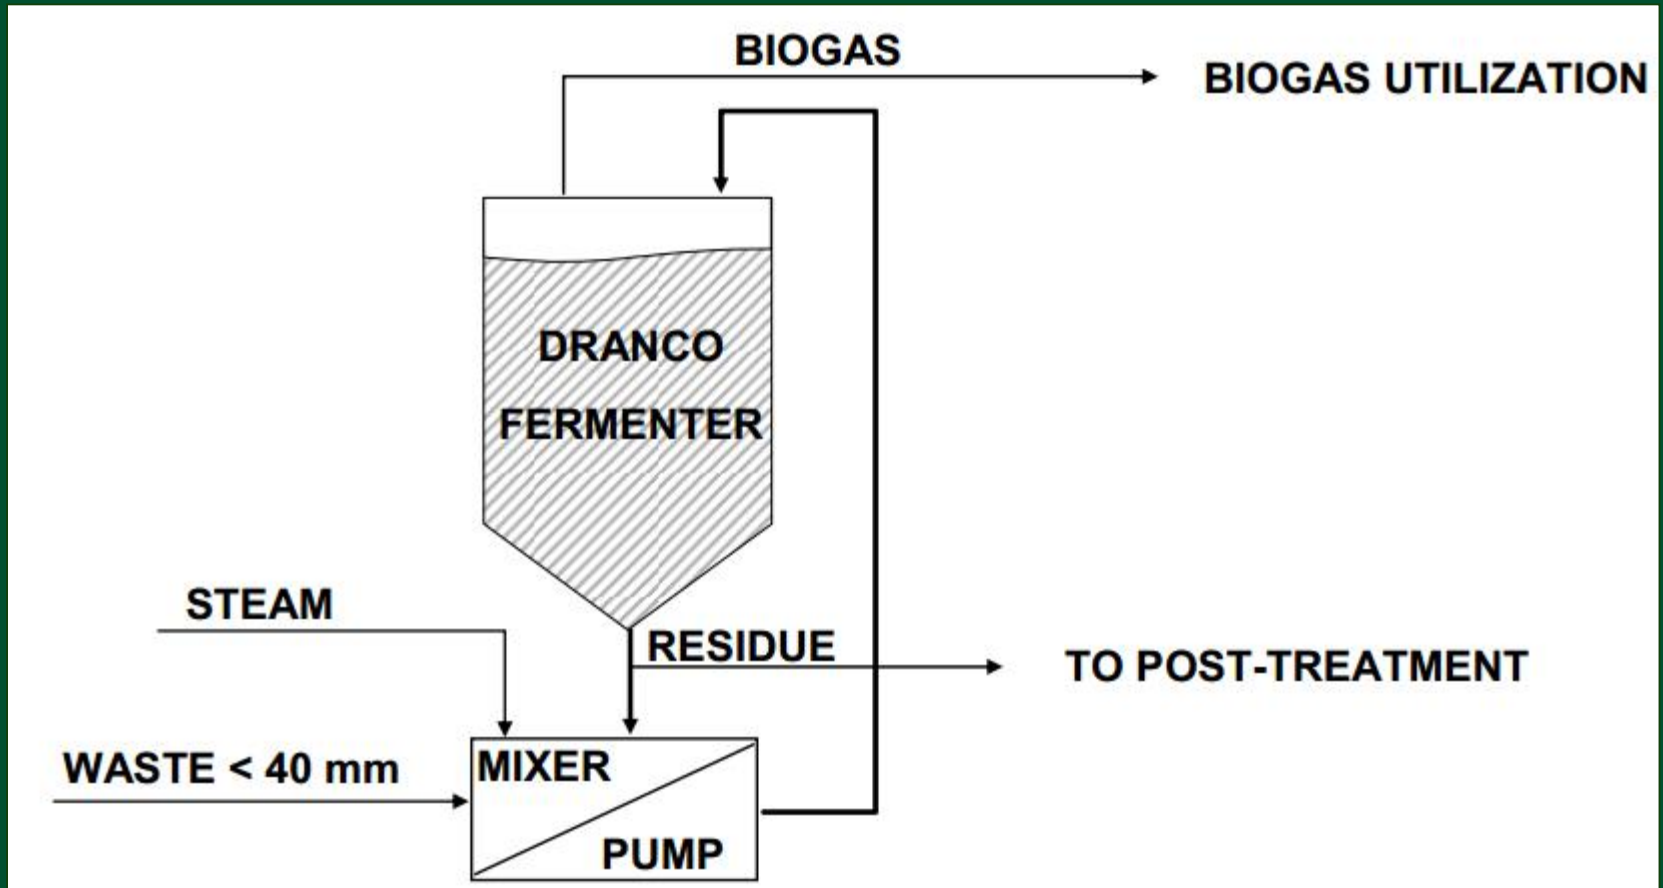 BIOGAS
BIOGAS UTILIZATION
DRANCO
FERMENTER
STEAM
RESIDUE
TO POST-TREATMENT
WASTE < 40 mm
MIXER
PUMP